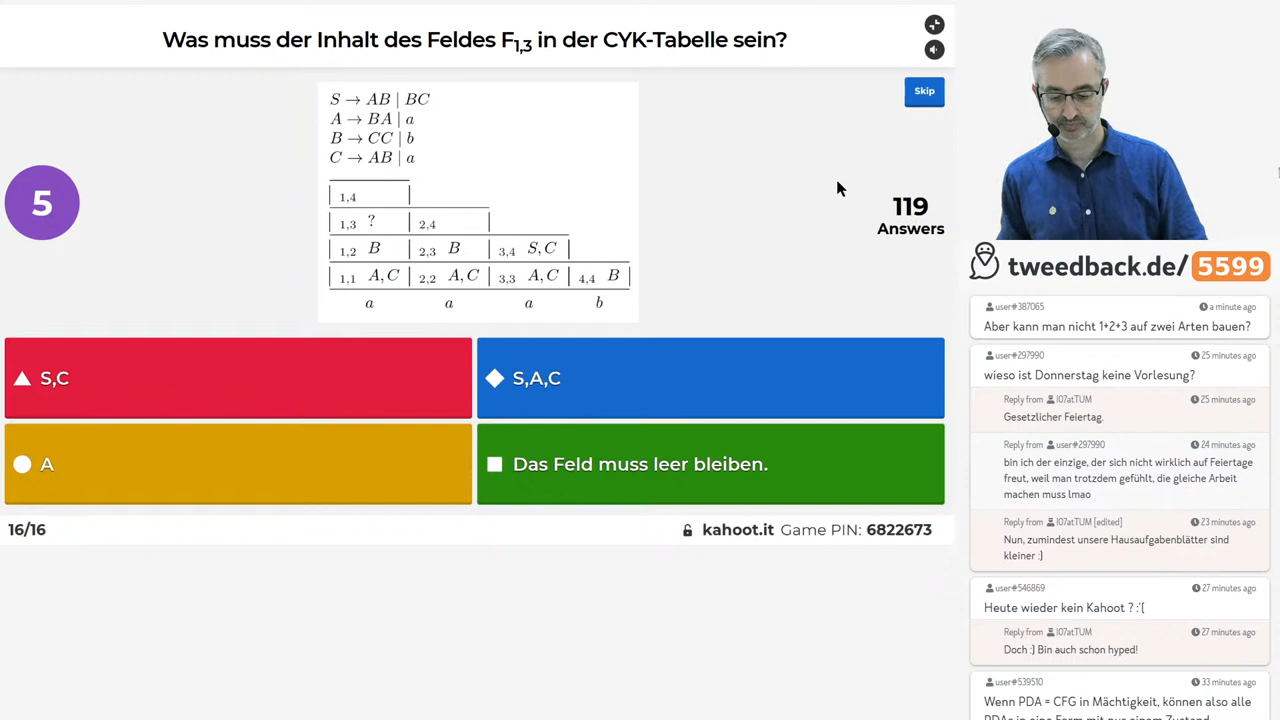 Was muss der Inhalt des Feldes F1,3 in der CYK-Tabelle sein?
Skip
S → AB | BC
A → BA | a
B → CC | b
C → AB | a
1,4
1,3 ? 2,4
1,2 B 2,3 B 3,4 S, C
1,1 A, C 2,2 A, C 3,3 A, C 4,4 B
a a a b
5
119
Answers
S,C
S,A,C
A
Das Feld muss leer bleiben.
16/16
kahoot.it Game PIN: 6822673
tweedback.de/ 5599
user#387065 a minute ago
Aber kann man nicht 1+2+3 auf zwei Arten bauen?
user#297990 25 minutes ago
wieso ist Donnerstag keine Vorlesung?
Reply from I07atTUM 25 minutes ago
Gesetzlicher Feiertag.
Reply from user#297990 24 minutes ago
bin ich der einzige, der sich nicht wirklich auf Feiertage
freut, weil man trotzdem gefühlt, die gleiche Arbeit
machen muss lmao
Reply from I07atTUM [edited] 23 minutes ago
Nun, zumindest unsere Hausaufgabenblätter sind
kleiner :)
user#546869 27 minutes ago
Heute wieder kein Kahoot ? :'(
Reply from I07atTUM 27 minutes ago
Doch :) Bin auch schon hyped!
user#539510 33 minutes ago
Wenn PDA = CFG in Mächtigkeit, können also alle
PDAs in eine Form mit nur einem Zustand